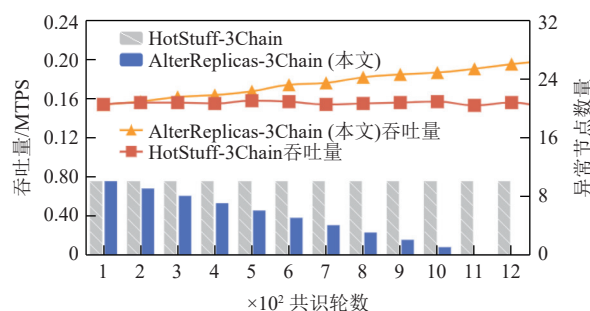 0.24
0.20
0.16
0.12
0.80
0.40
0
吞吐量/MTPS
HotStuff-3Chain
AlterReplicas-3Chain (本文)
AlterReplicas-3Chain (本文)吞吐量
HotStuff-3Chain吞吐量
32
24
16
8
0
异常节点数量
1 2 3 4 5 6 7 8 9 10 11 12
×10² 共识轮数